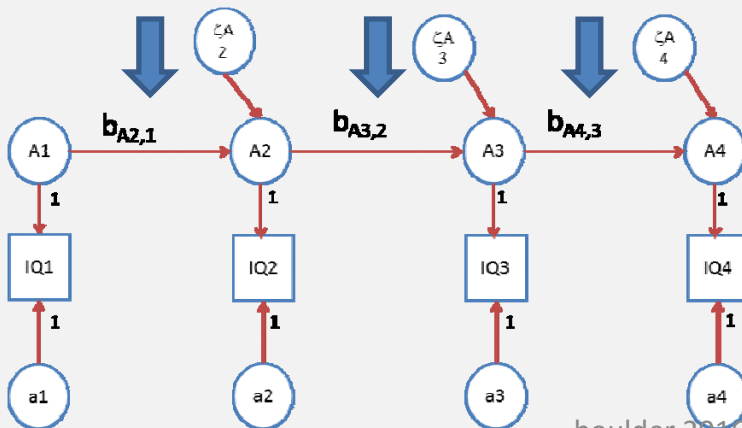 ζA
2
ζA
3
ζA
4
bA2,1
bA3,2
bA4,3
A1
A2
A3
A4
1
1
1
1
IQ1
IQ2
IQ3
IQ4
1
1
1
1
a1
a2
a3
a4
boulder